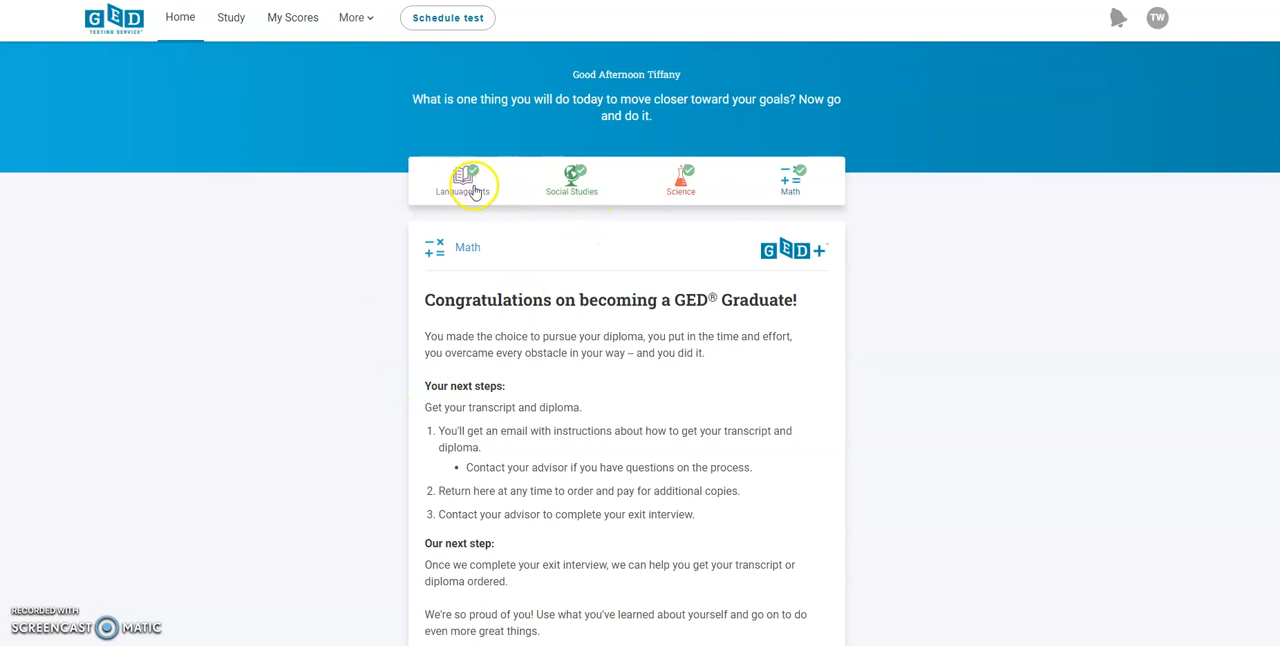 GED
TESTING SERVICE®
Home
Study
My Scores
More
Schedule test
TW
Good Afternoon Tiffany
What is one thing you will do today to move closer toward your goals? Now go
and do it.
Language Arts
Social Studies
Science
Math
Math
GED+
Congratulations on becoming a GED® Graduate!
You made the choice to pursue your diploma, you put in the time and effort,
you overcame every obstacle in your way – and you did it.
Your next steps:
Get your transcript and diploma.
1. You'll get an email with instructions about how to get your transcript and
diploma.
• Contact your advisor if you have questions on the process.
2. Return here at any time to order and pay for additional copies.
3. Contact your advisor to complete your exit interview.
Our next step:
Once we complete your exit interview, we can help you get your transcript or
diploma ordered.
We're so proud of you! Use what you've learned about yourself and go on to do
even more great things.
RECORDED WITH
SCREENCAST MATIC